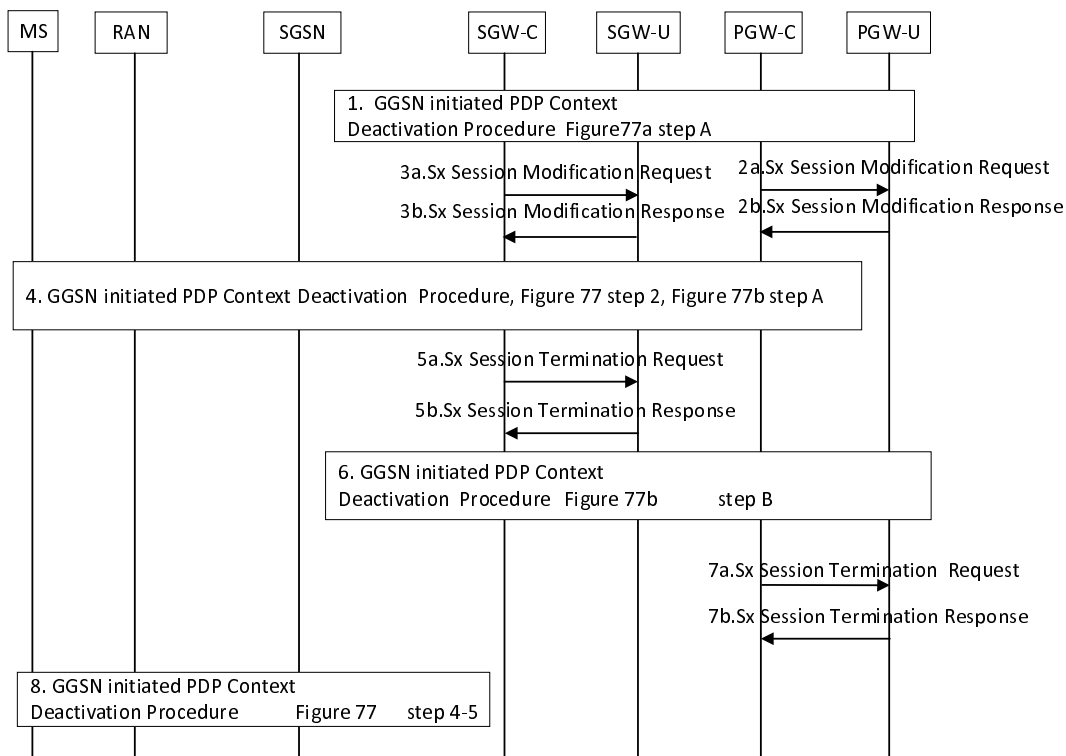 MS RAN SGSN SGW-C SGW-U PGW-C PGW-U
1. GGSN initiated PDP Context
Deactivation Procedure Figure77a step A
3a.Sx Session Modification Request
2a.Sx Session Modification Request
3b.Sx Session Modification Response
2b.Sx Session Modification Response
4. GGSN initiated PDP Context Deactivation Procedure, Figure 77 step 2, Figure 77b step A
5a.Sx Session Termination Request
5b.Sx Session Termination Response
6. GGSN initiated PDP Context
Deactivation Procedure Figure 77b step B
7a.Sx Session Termination Request
7b.Sx Session Termination Response
8. GGSN initiated PDP Context
Deactivation Procedure Figure 77 step 4-5